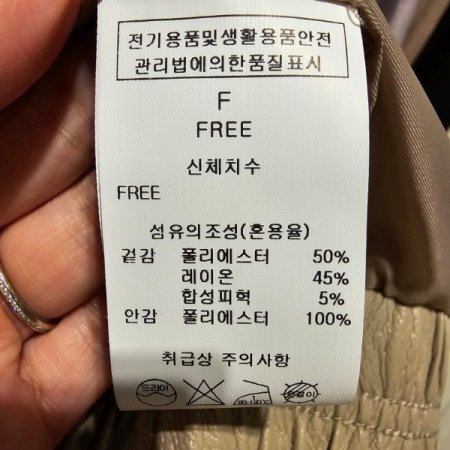 전기용품및생활용품안전
관리법에의한품질표시
F
FREE
신체치수
FREE
섬유의조성(혼용율)
겉감 폴리에스터 50%
레이온 45%
합성피혁 5%
안감 폴리에스터 100%
취급상 주의사항
드라이